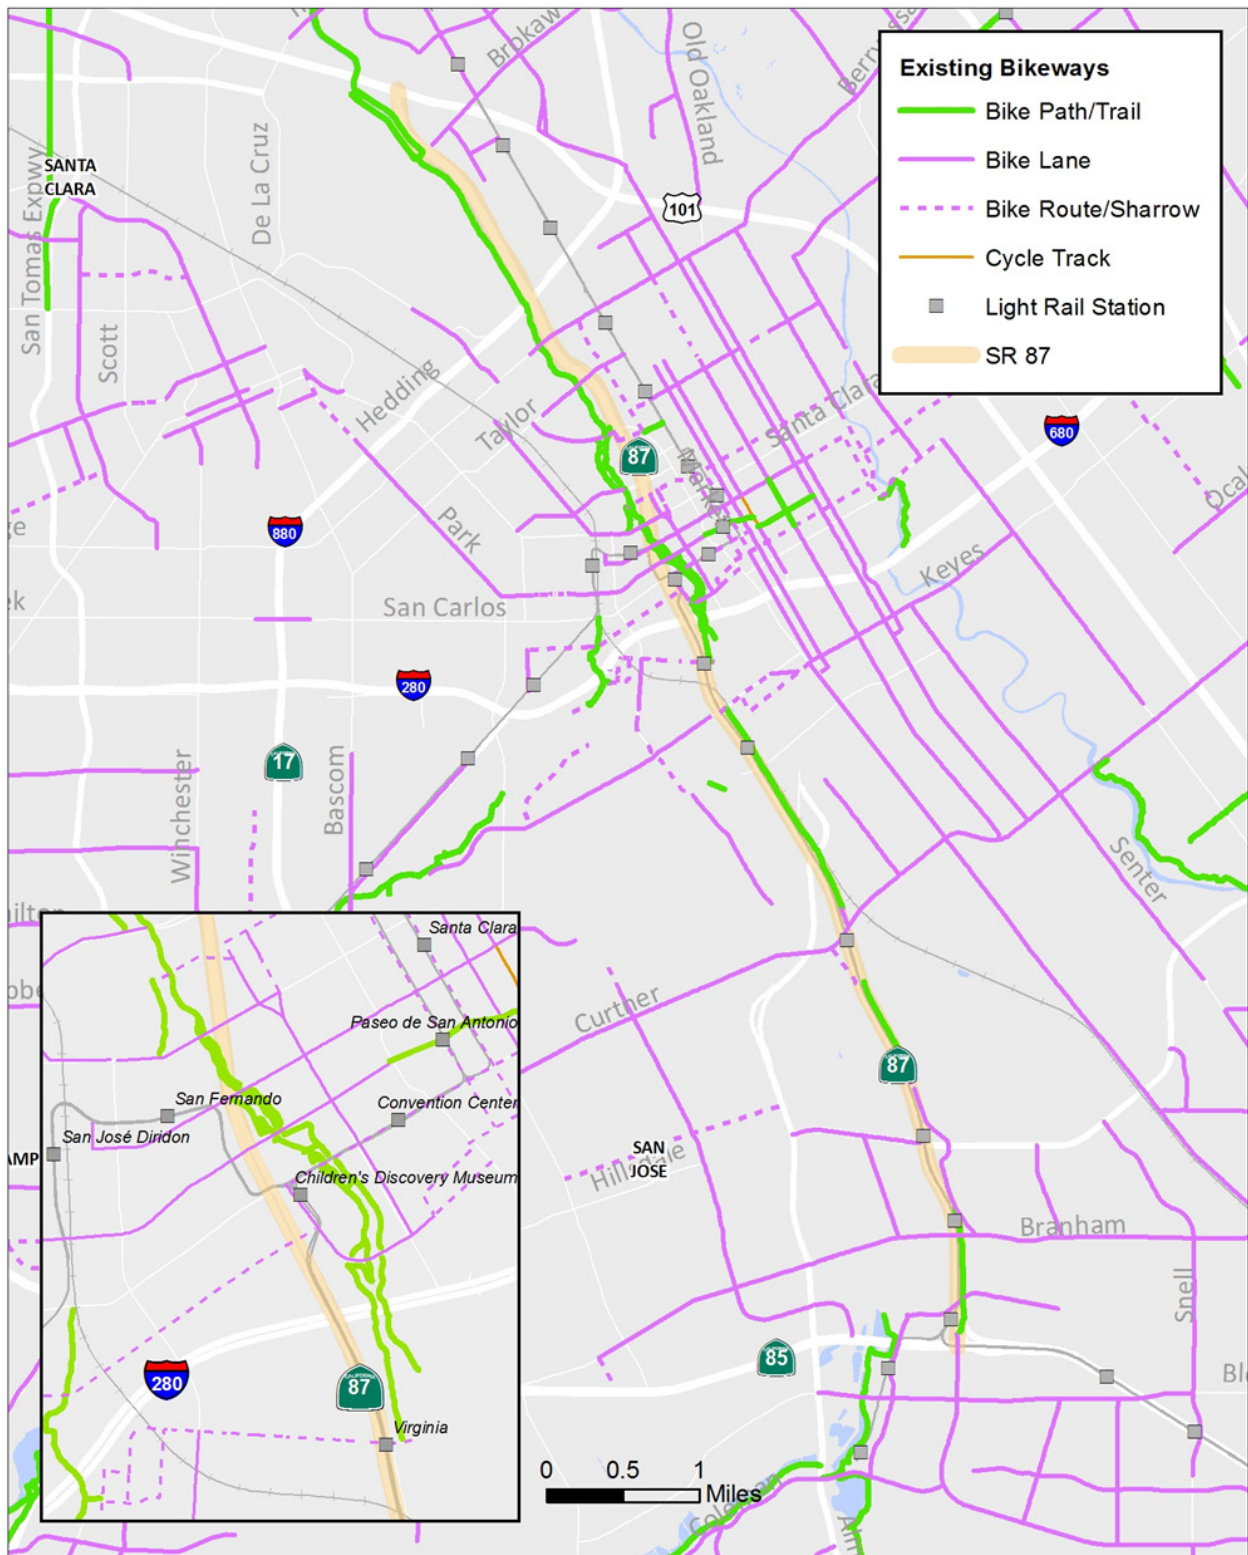 Brokaw
Old Oakland
Existing Bikeways
Bike Path/Trail
Bike Lane
Bike Route/Sharrow
Cycle Track
Light Rail Station
SR 87
De La Cruz
SANTA
CLARA
San Tomas Expwy
101
Scott
Hedding
Taylor
Santa Clara
680
87
Market
880
Park
Keyes
San Carlos
280
17
Winchester
Bascom
Senter
Curtner
87
SAN
JOSE
Hillsdale
Branham
Snell
85
0
0.5
1
Miles
Santa Clara
Paseo de San Antonio
San Fernando
Convention Center
San José Diridon
Children's Discovery Museum
280
CALIFORNIA
87
Virginia